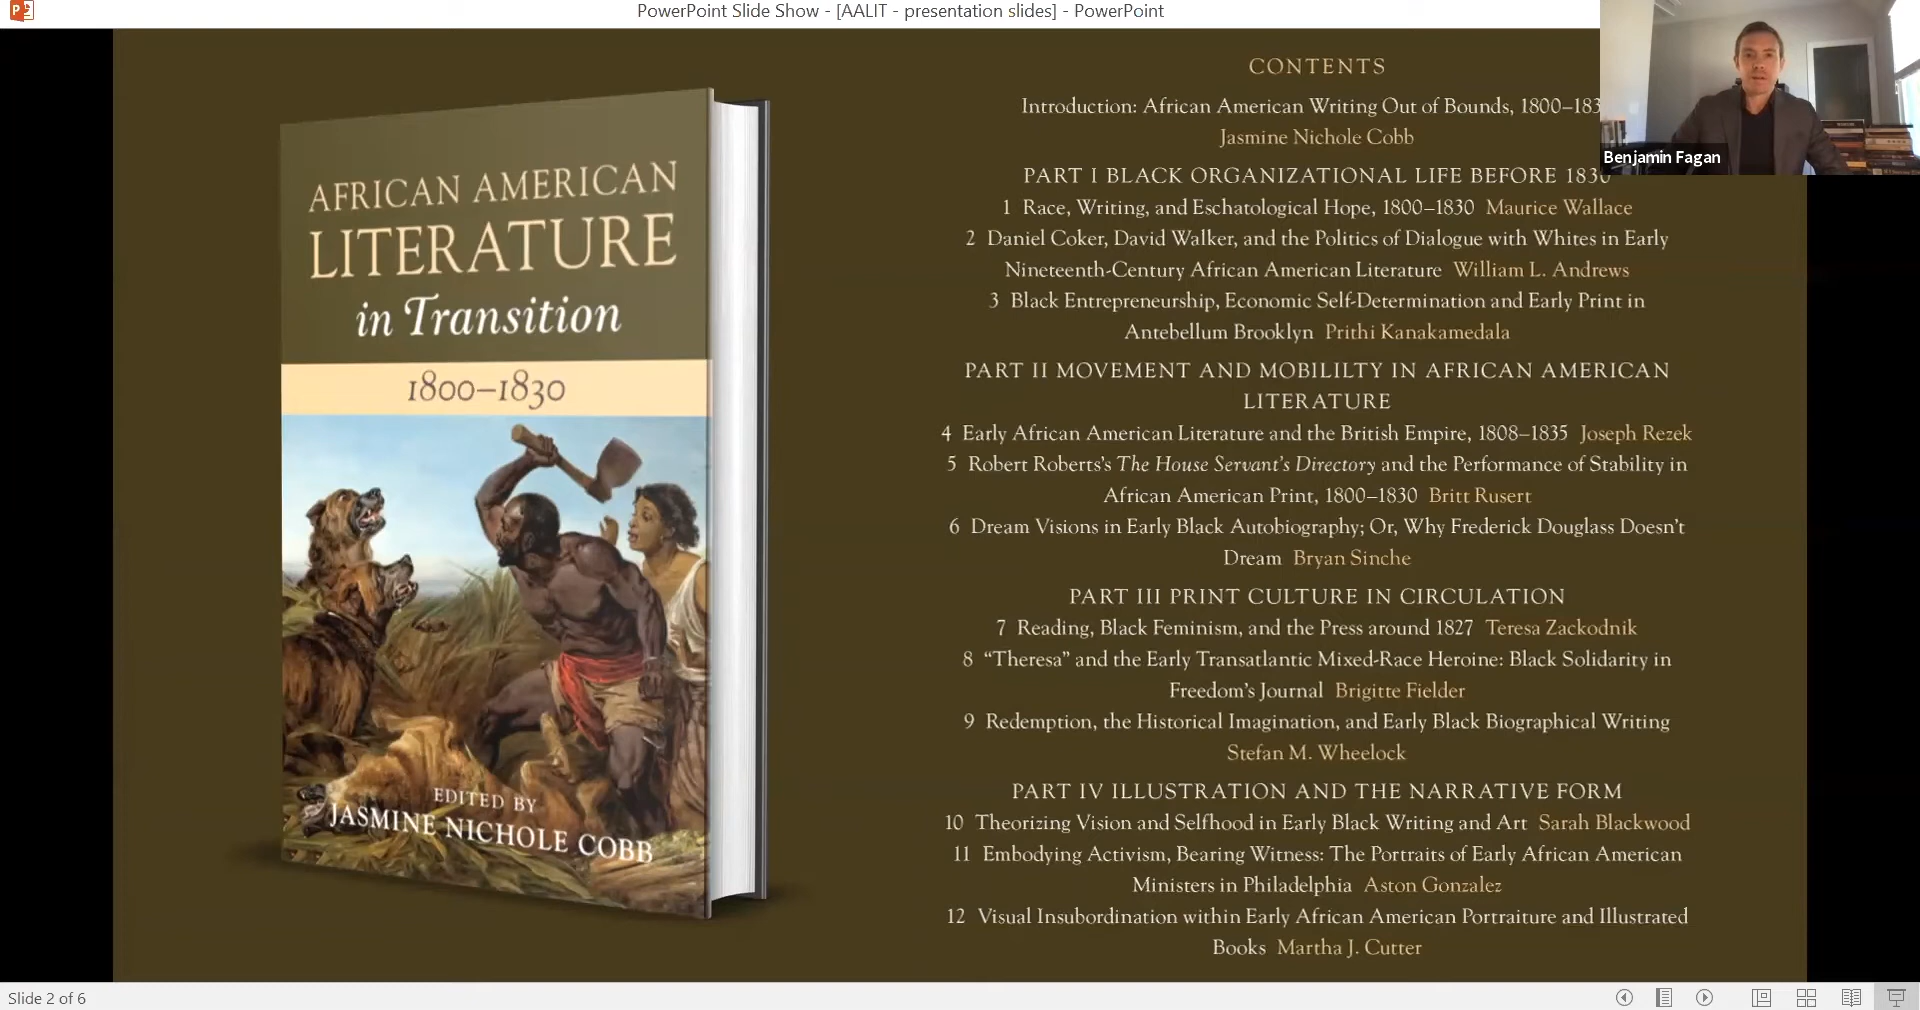 PowerPoint Slide Show - [AALIT - presentation slides] - PowerPoint
AFRICAN AMERICAN
LITERATURE
in Transition
1800–1830
EDITED BY
JASMINE NICHOLE COBB
CONTENTS
Introduction: African American Writing Out of Bounds, 1800–183
Jasmine Nichole Cobb
PART I BLACK ORGANIZATIONAL LIFE BEFORE 1830
1 Race, Writing, and Eschatological Hope, 1800–1830 Maurice Wallace
2 Daniel Coker, David Walker, and the Politics of Dialogue with Whites in Early
Nineteenth-Century African American Literature William L. Andrews
3 Black Entrepreneurship, Economic Self-Determination and Early Print in
Antebellum Brooklyn Prithi Kanakamedala
PART II MOVEMENT AND MOBILILTY IN AFRICAN AMERICAN
LITERATURE
4 Early African American Literature and the British Empire, 1808–1835 Joseph Rezek
5 Robert Roberts's The House Servant's Directory and the Performance of Stability in
African American Print, 1800–1830 Britt Rusert
6 Dream Visions in Early Black Autobiography; Or, Why Frederick Douglass Doesn't
Dream Bryan Sinche
PART III PRINT CULTURE IN CIRCULATION
7 Reading, Black Feminism, and the Press around 1827 Teresa Zackodnik
8 “Theresa” and the Early Transatlantic Mixed-Race Heroine: Black Solidarity in
Freedom's Journal Brigitte Fielder
9 Redemption, the Historical Imagination, and Early Black Biographical Writing
Stefan M. Wheelock
PART IV ILLUSTRATION AND THE NARRATIVE FORM
10 Theorizing Vision and Selfhood in Early Black Writing and Art Sarah Blackwood
11 Embodying Activism, Bearing Witness: The Portraits of Early African American
Ministers in Philadelphia Aston Gonzalez
12 Visual Insubordination within Early African American Portraiture and Illustrated
Books Martha J. Cutter
Benjamin Fagan
Slide 2 of 6